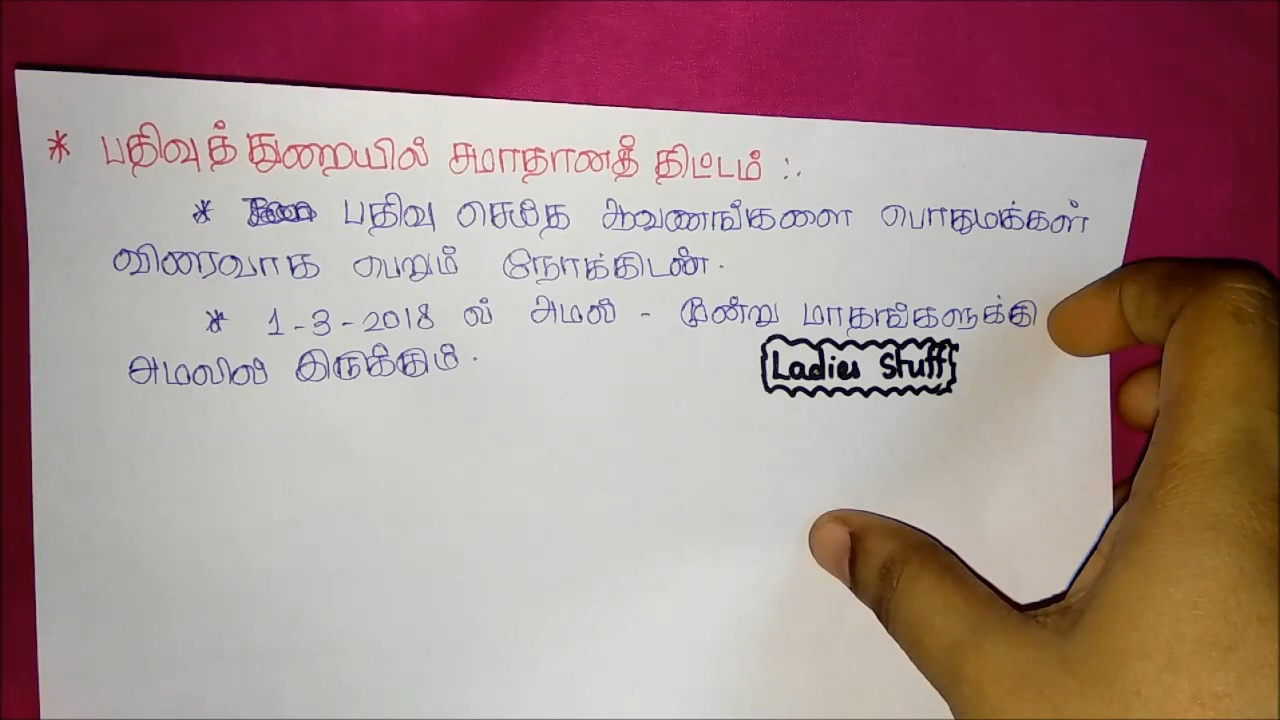 * பதிவுத் துறையில் சமாதானத் திட்டம் :.
* பதிவு செய்த ஆவணங்களை பொதுமக்கள்
விரைவாக பெறும் நோக்கிடன்.
* 1-3-2018 ல் அமல் - மூன்று மாதங்களுக்கு
அமலில் இருக்கும்.
Ladies Stuff